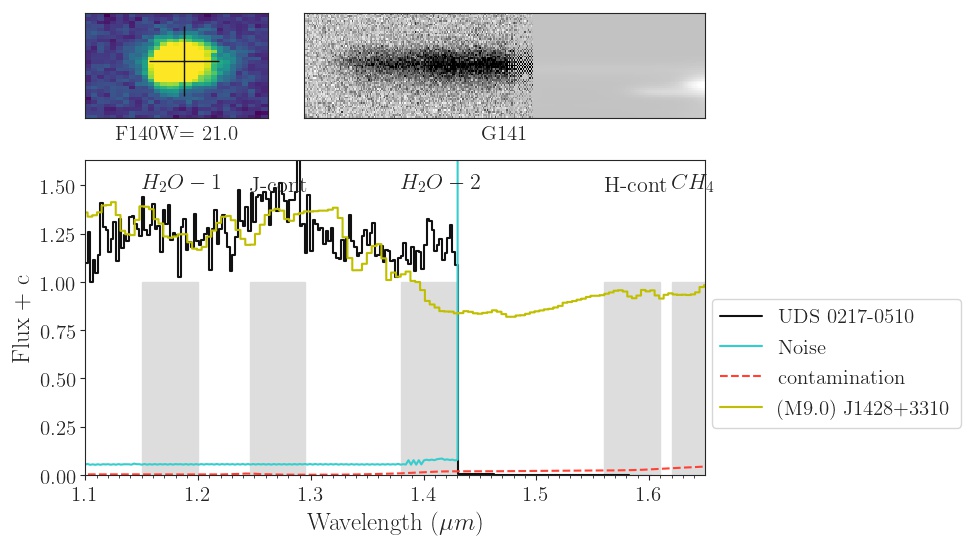 F140W= 21.0
G141
H₂O − 1
J-cont
H₂O − 2
H-cont
CH₄
1.50
1.25
1.00
0.75
0.50
0.25
0.00
Flux + c
1.1
1.2
1.3
1.4
1.5
1.6
Wavelength (μm)
UDS 0217-0510
Noise
contamination
(M9.0) J1428+3310